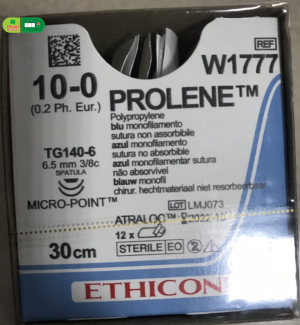 REF
W1777
10-0
(0.2 Ph. Eur.)
PROLENE™
Polypropylene
blu monofilamento
sutura non assorbibile
azul monofilamento
sutura no absorbible
azul monofilamentar sutura
não absorvível
blauw monofil
chirur. hechtmateriaal niet resorbeerbaar
TG140-6
6.5 mm 3/8c
SPATULA
MICRO-POINT™
LOT LMJ073
ATRALOC™
2022-10
12 x
30cm
STERILE EO
ETHICON